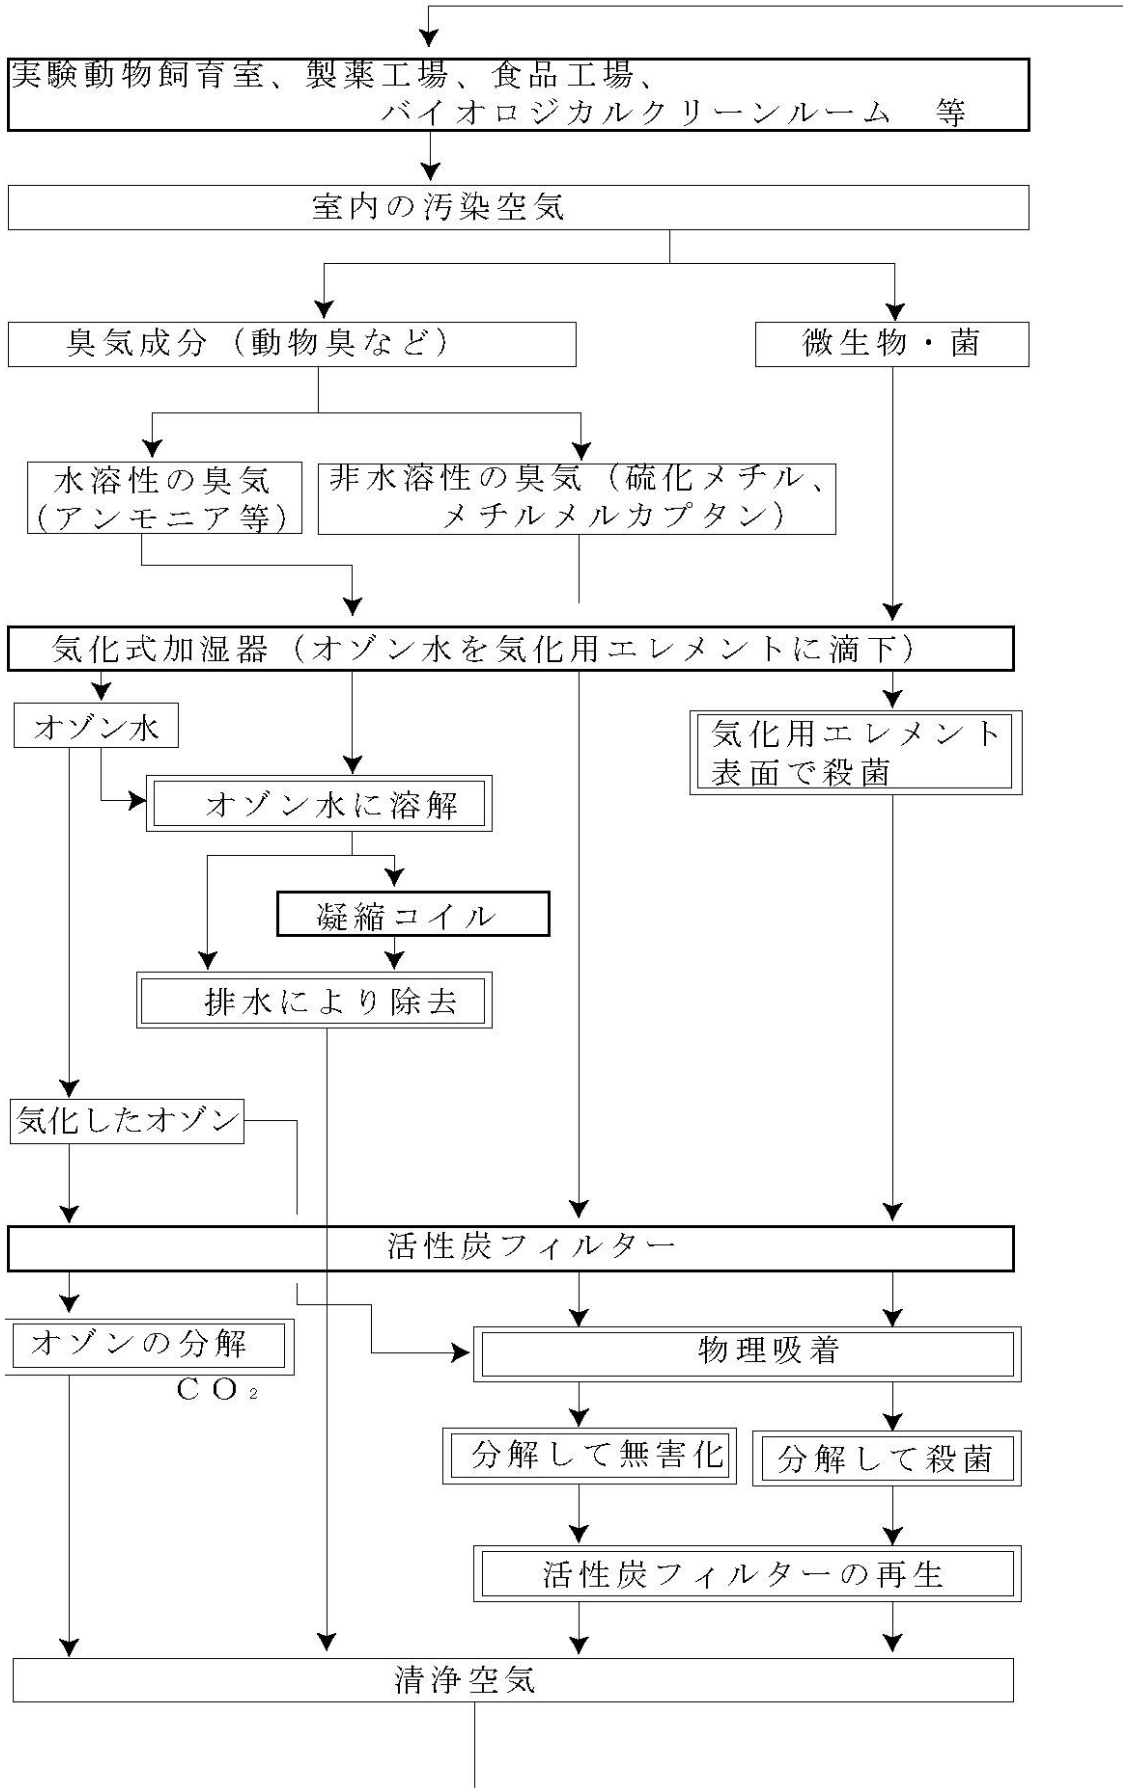 実験動物飼育室、製薬工場、食品工場、
バイオロジカルクリーンルーム　等
室内の汚染空気
臭気成分（動物臭など）
微生物・菌
水溶性の臭気
（アンモニア等）
非水溶性の臭気（硫化メチル、
メチルメルカプタン）
気化式加湿器（オゾン水を気化用エレメントに滴下）
オゾン水
気化用エレメント
表面で殺菌
オゾン水に溶解
凝縮コイル
排水により除去
気化したオゾン
活性炭フィルター
オゾンの分解
ＣＯ₂
物理吸着
分解して無害化
分解して殺菌
活性炭フィルターの再生
清浄空気